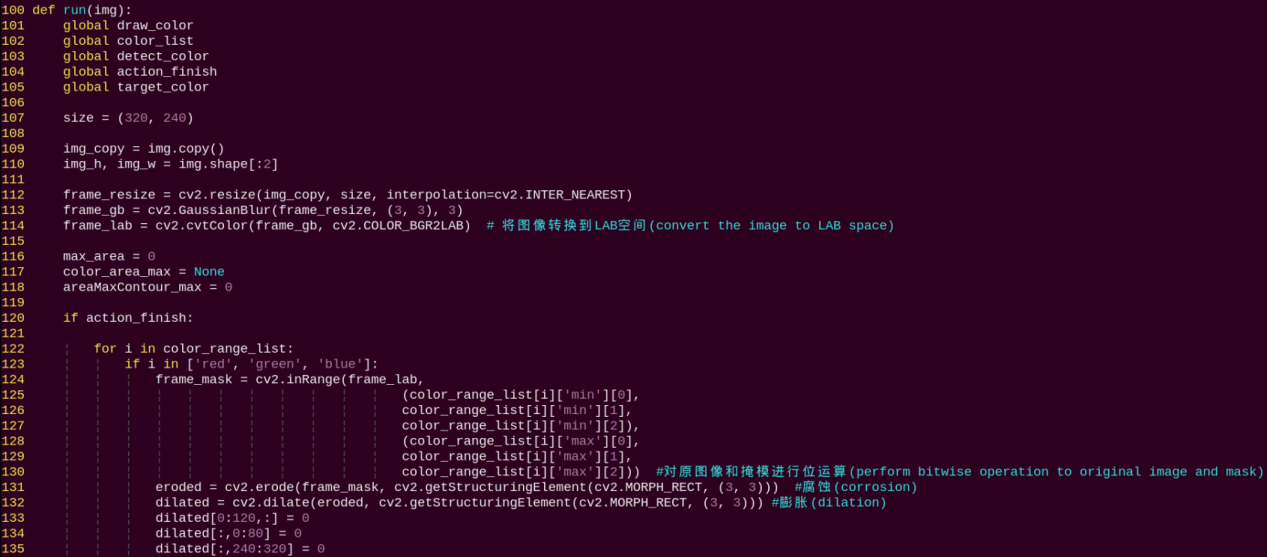 100 def run(img):
101     global draw_color
102     global color_list
103     global detect_color
104     global action_finish
105     global target_color
106
107     size = (320, 240)
108
109     img_copy = img.copy()
110     img_h, img_w = img.shape[:2]
111
112     frame_resize = cv2.resize(img_copy, size, interpolation=cv2.INTER_NEAREST)
113     frame_gb = cv2.GaussianBlur(frame_resize, (3, 3), 3)
114     frame_lab = cv2.cvtColor(frame_gb, cv2.COLOR_BGR2LAB)  # 将图像转换到LAB空间(convert the image to LAB space)
115
116     max_area = 0
117     color_area_max = None
118     areaMaxContour_max = 0
119
120     if action_finish:
121
122         for i in color_range_list:
123             if i in ['red', 'green', 'blue']:
124                 frame_mask = cv2.inRange(frame_lab,
125                                                 (color_range_list[i]['min'][0],
126                                                 color_range_list[i]['min'][1],
127                                                 color_range_list[i]['min'][2]),
128                                                 (color_range_list[i]['max'][0],
129                                                 color_range_list[i]['max'][1],
130                                                 color_range_list[i]['max'][2]))  #对原图像和掩模进行位运算(perform bitwise operation to original image and mask)
131                 eroded = cv2.erode(frame_mask, cv2.getStructuringElement(cv2.MORPH_RECT, (3, 3)))  #腐蚀(corrosion)
132                 dilated = cv2.dilate(eroded, cv2.getStructuringElement(cv2.MORPH_RECT, (3, 3))) #膨胀(dilation)
133                 dilated[0:120,:] = 0
134                 dilated[:,0:80] = 0
135                 dilated[:,240:320] = 0